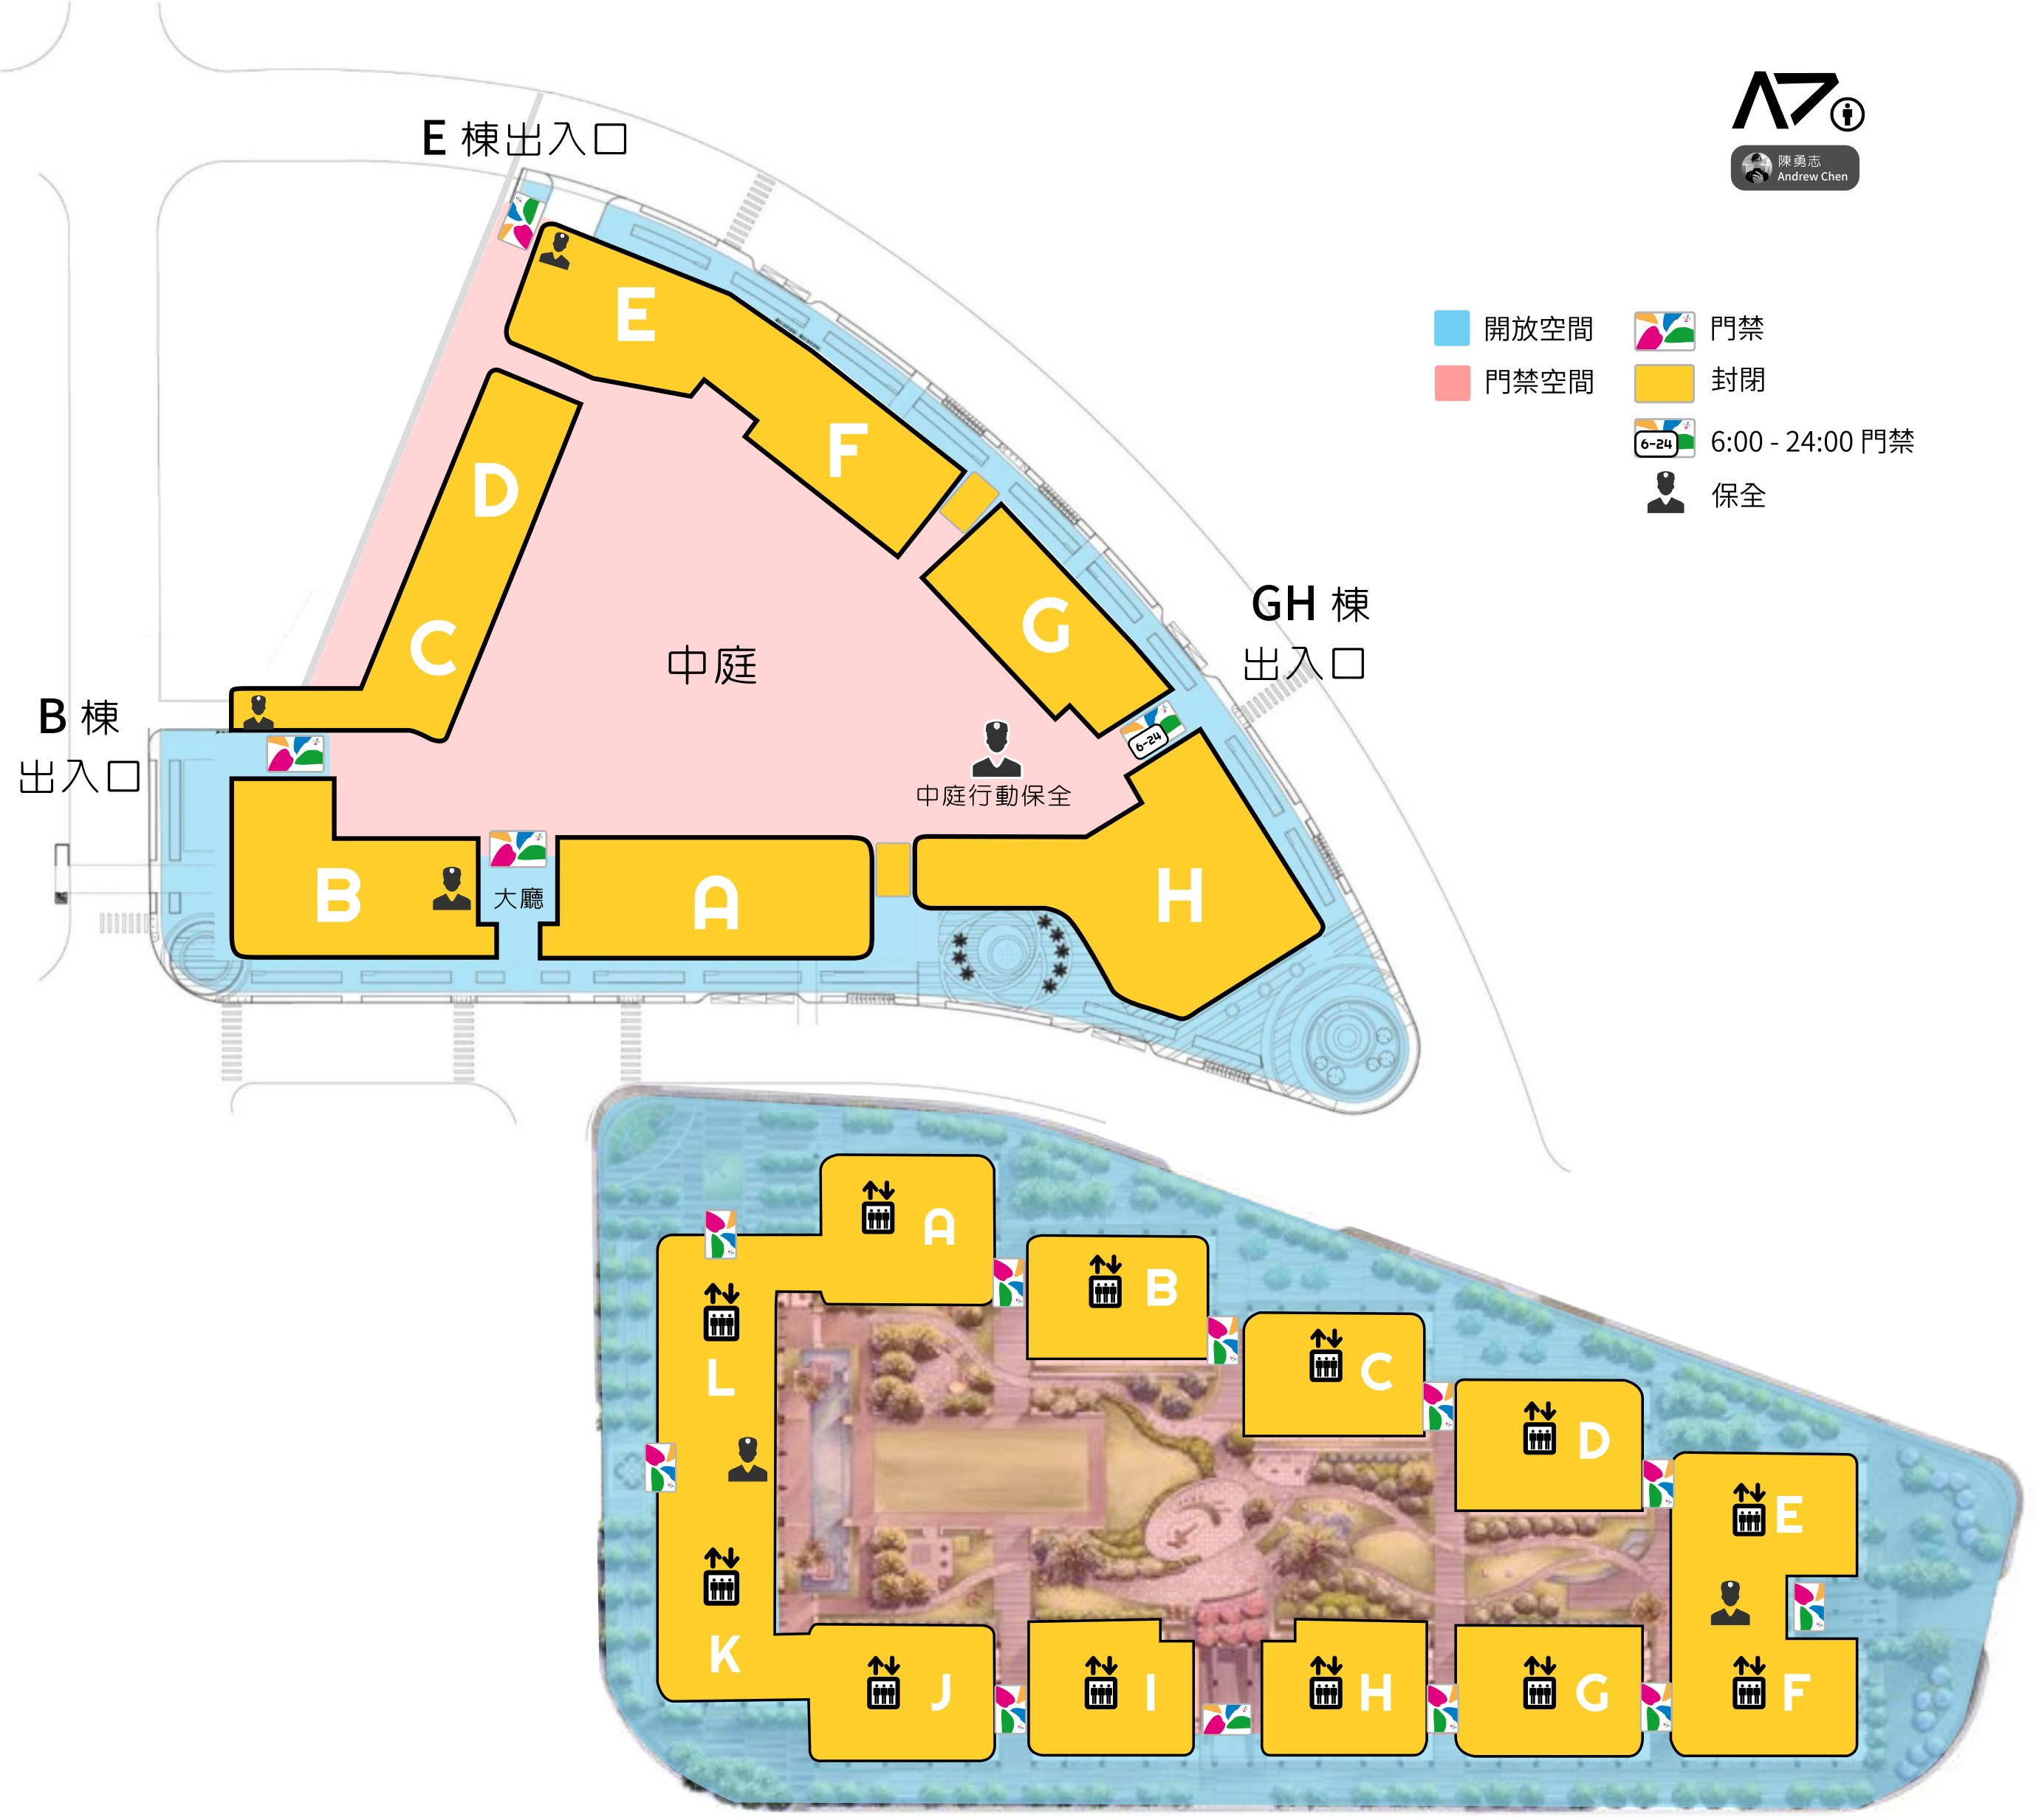 A7
陳勇志
Andrew Chen
E 棟出入口
開放空間
門禁
門禁空間
封閉
6-24
6:00 - 24:00 門禁
保全
E
D
F
C
G
GH 棟
出入口
中庭
B 棟
出入口
6-24
中庭行動保全
B
大廳
A
H
A
B
C
L
D
E
K
J
I
H
G
F